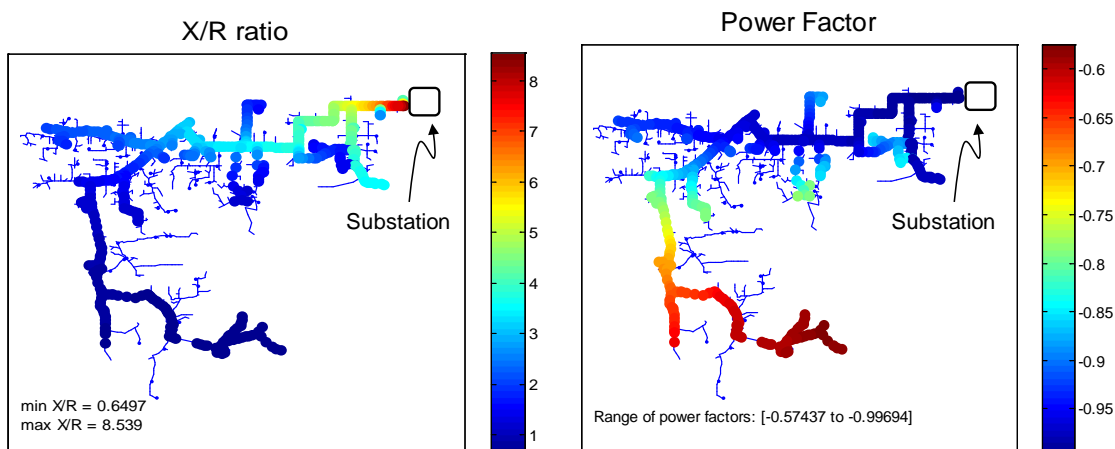 X/R ratio
Substation
min X/R = 0.6497
max X/R = 8.539
8
7
6
5
4
3
2
1
Power Factor
Substation
Range of power factors: [-0.57437 to -0.99694]
-0.6
-0.65
-0.7
-0.75
-0.8
-0.85
-0.9
-0.95